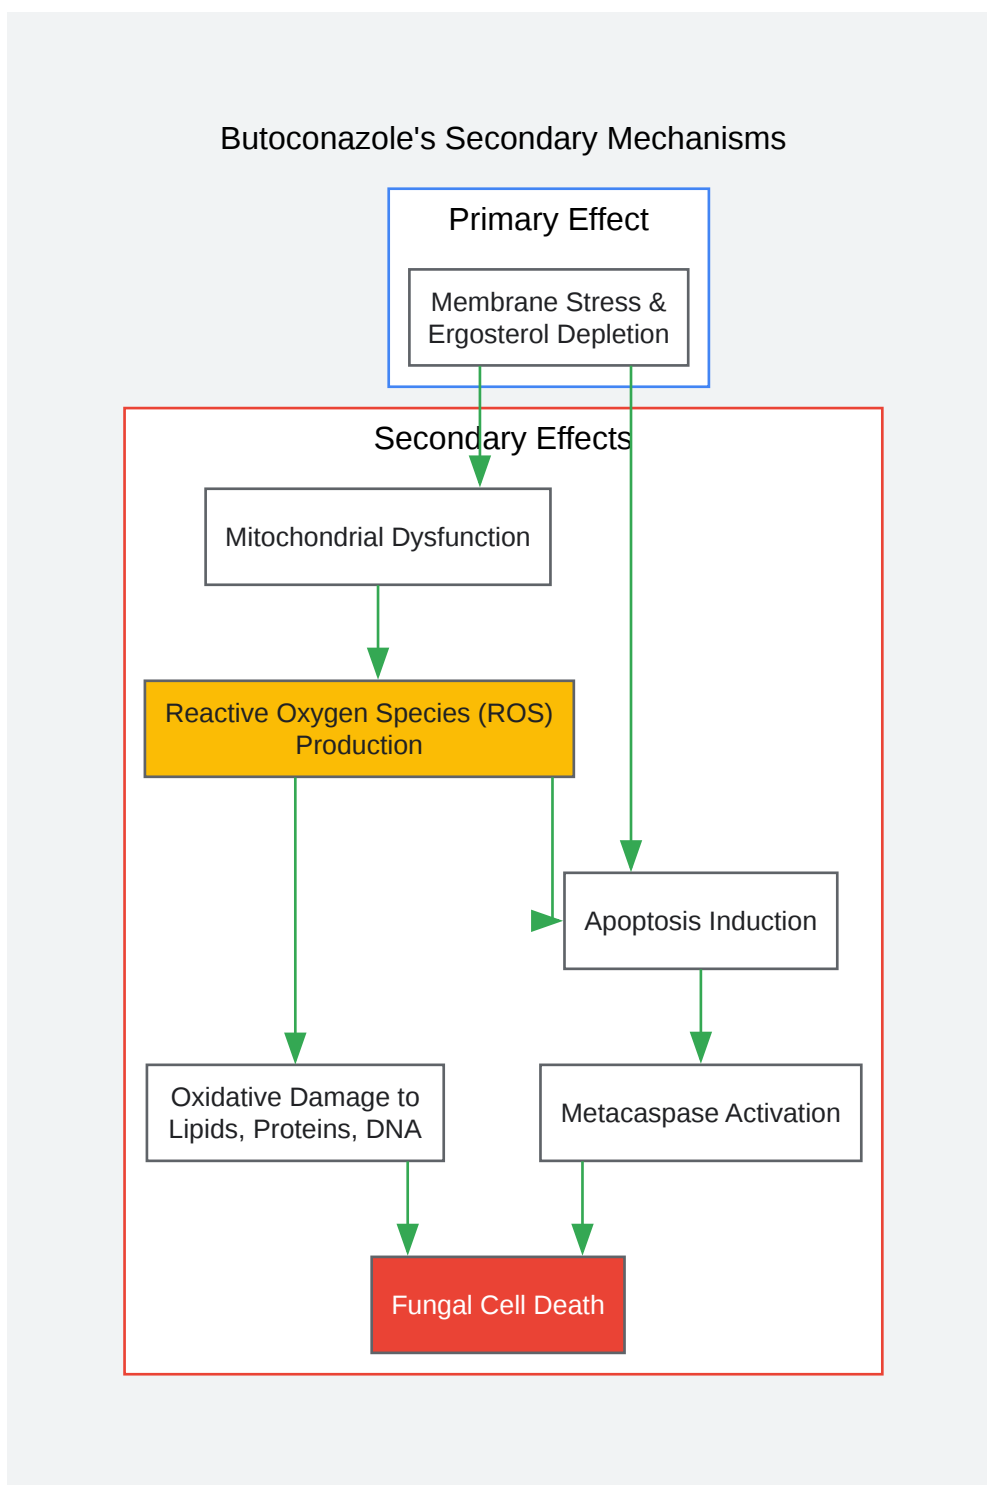 Butoconazole's Secondary Mechanisms
Primary Effect
Membrane Stress &
Ergosterol Depletion
Secondary Effects
Mitochondrial Dysfunction
Reactive Oxygen Species (ROS)
Production
Apoptosis Induction
Oxidative Damage to
Lipids, Proteins, DNA
Metacaspase Activation
Fungal Cell Death